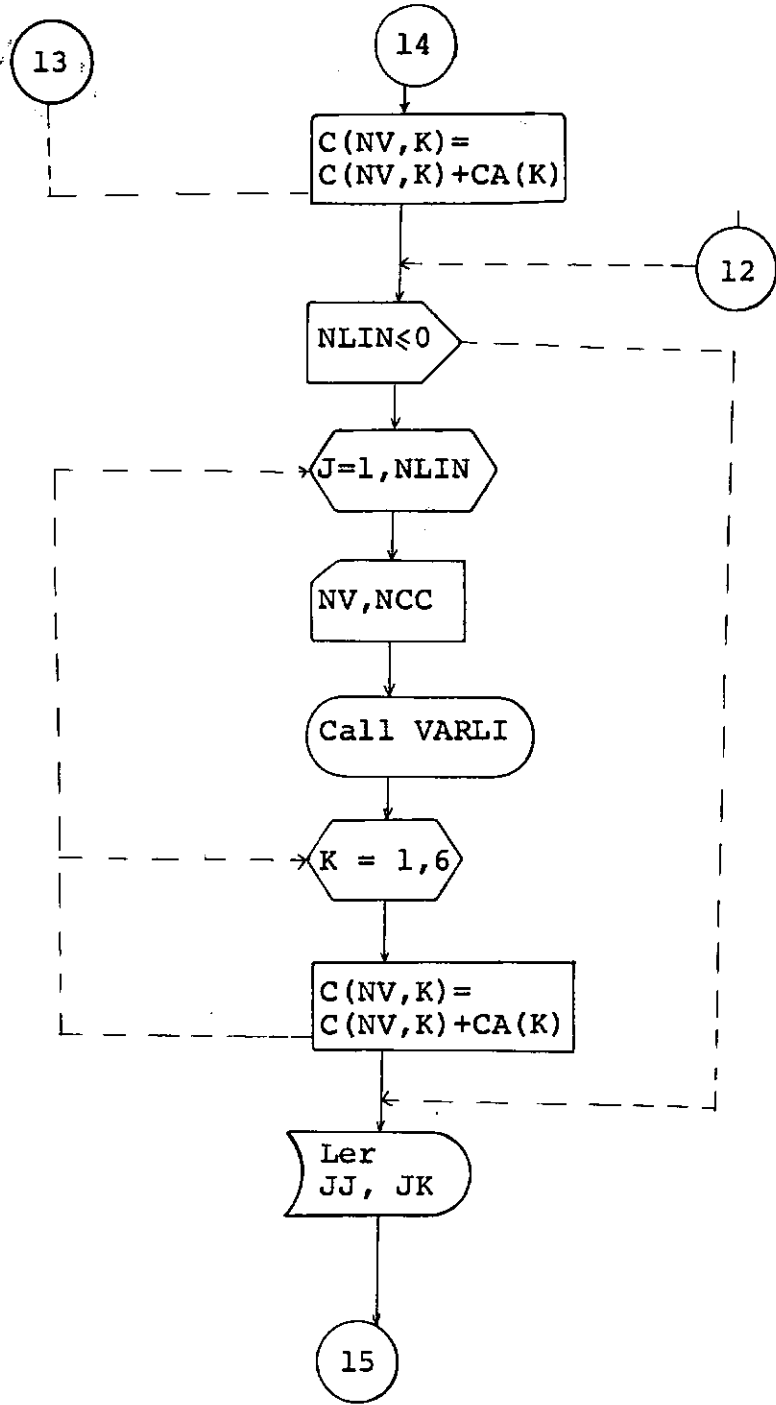 13
14
C(NV,K)=
C(NV,K)+CA(K)
12
NLIN⩽0
J=1,NLIN
NV,NCC
Call VARLI
K = 1,6
C(NV,K)=
C(NV,K)+CA(K)
Ler
JJ, JK
15